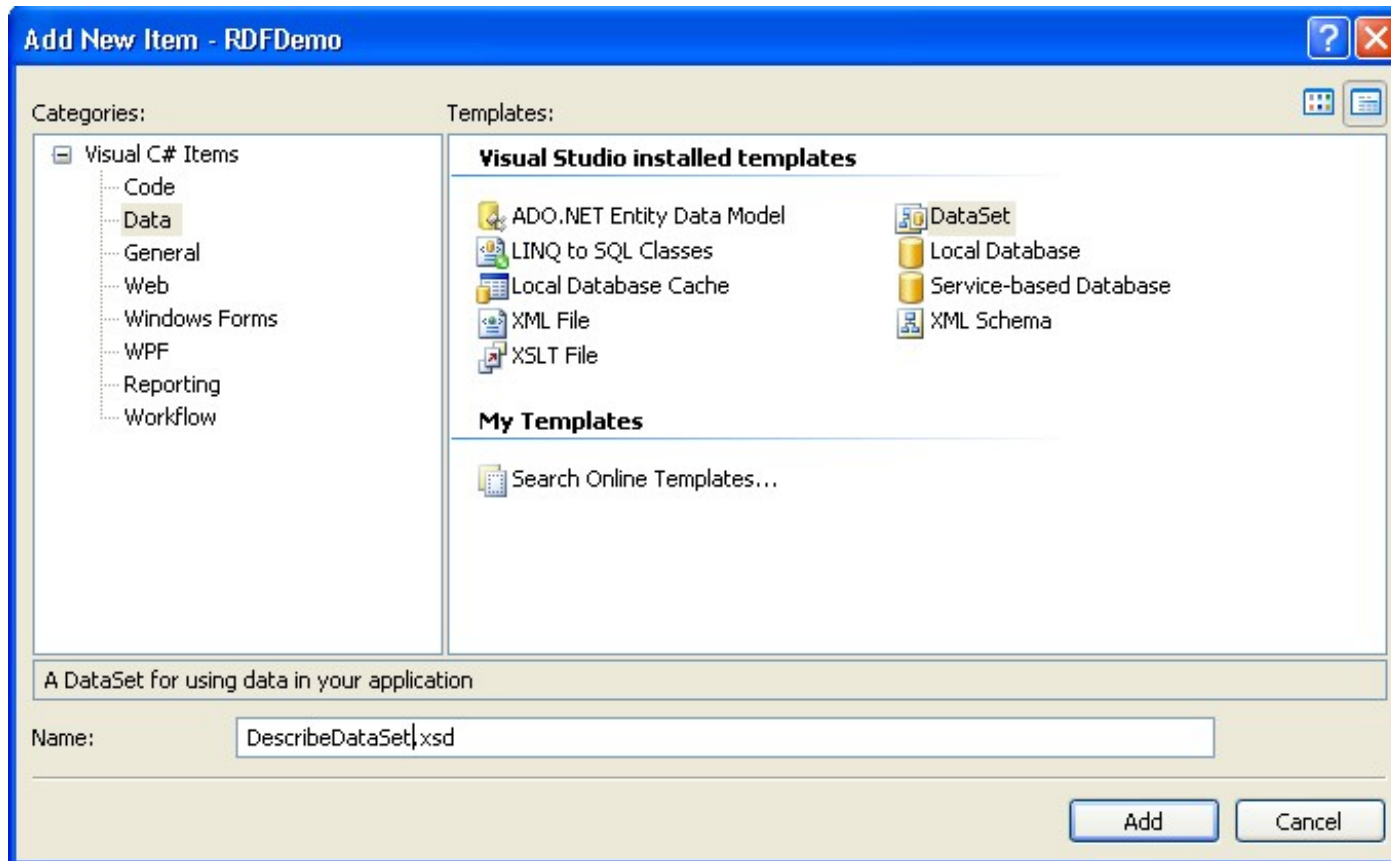 Add New Item - RDFDemo
Categories:
Templates:
Visual C# Items
Code
Data
General
Web
Windows Forms
WPF
Reporting
Workflow
Visual Studio installed templates
ADO.NET Entity Data Model
DataSet
LINQ to SQL Classes
Local Database
Local Database Cache
Service-based Database
XML File
XML Schema
XSLT File
My Templates
Search Online Templates...
A DataSet for using data in your application
Name:
DescribeDataSet.xsd
Add
Cancel